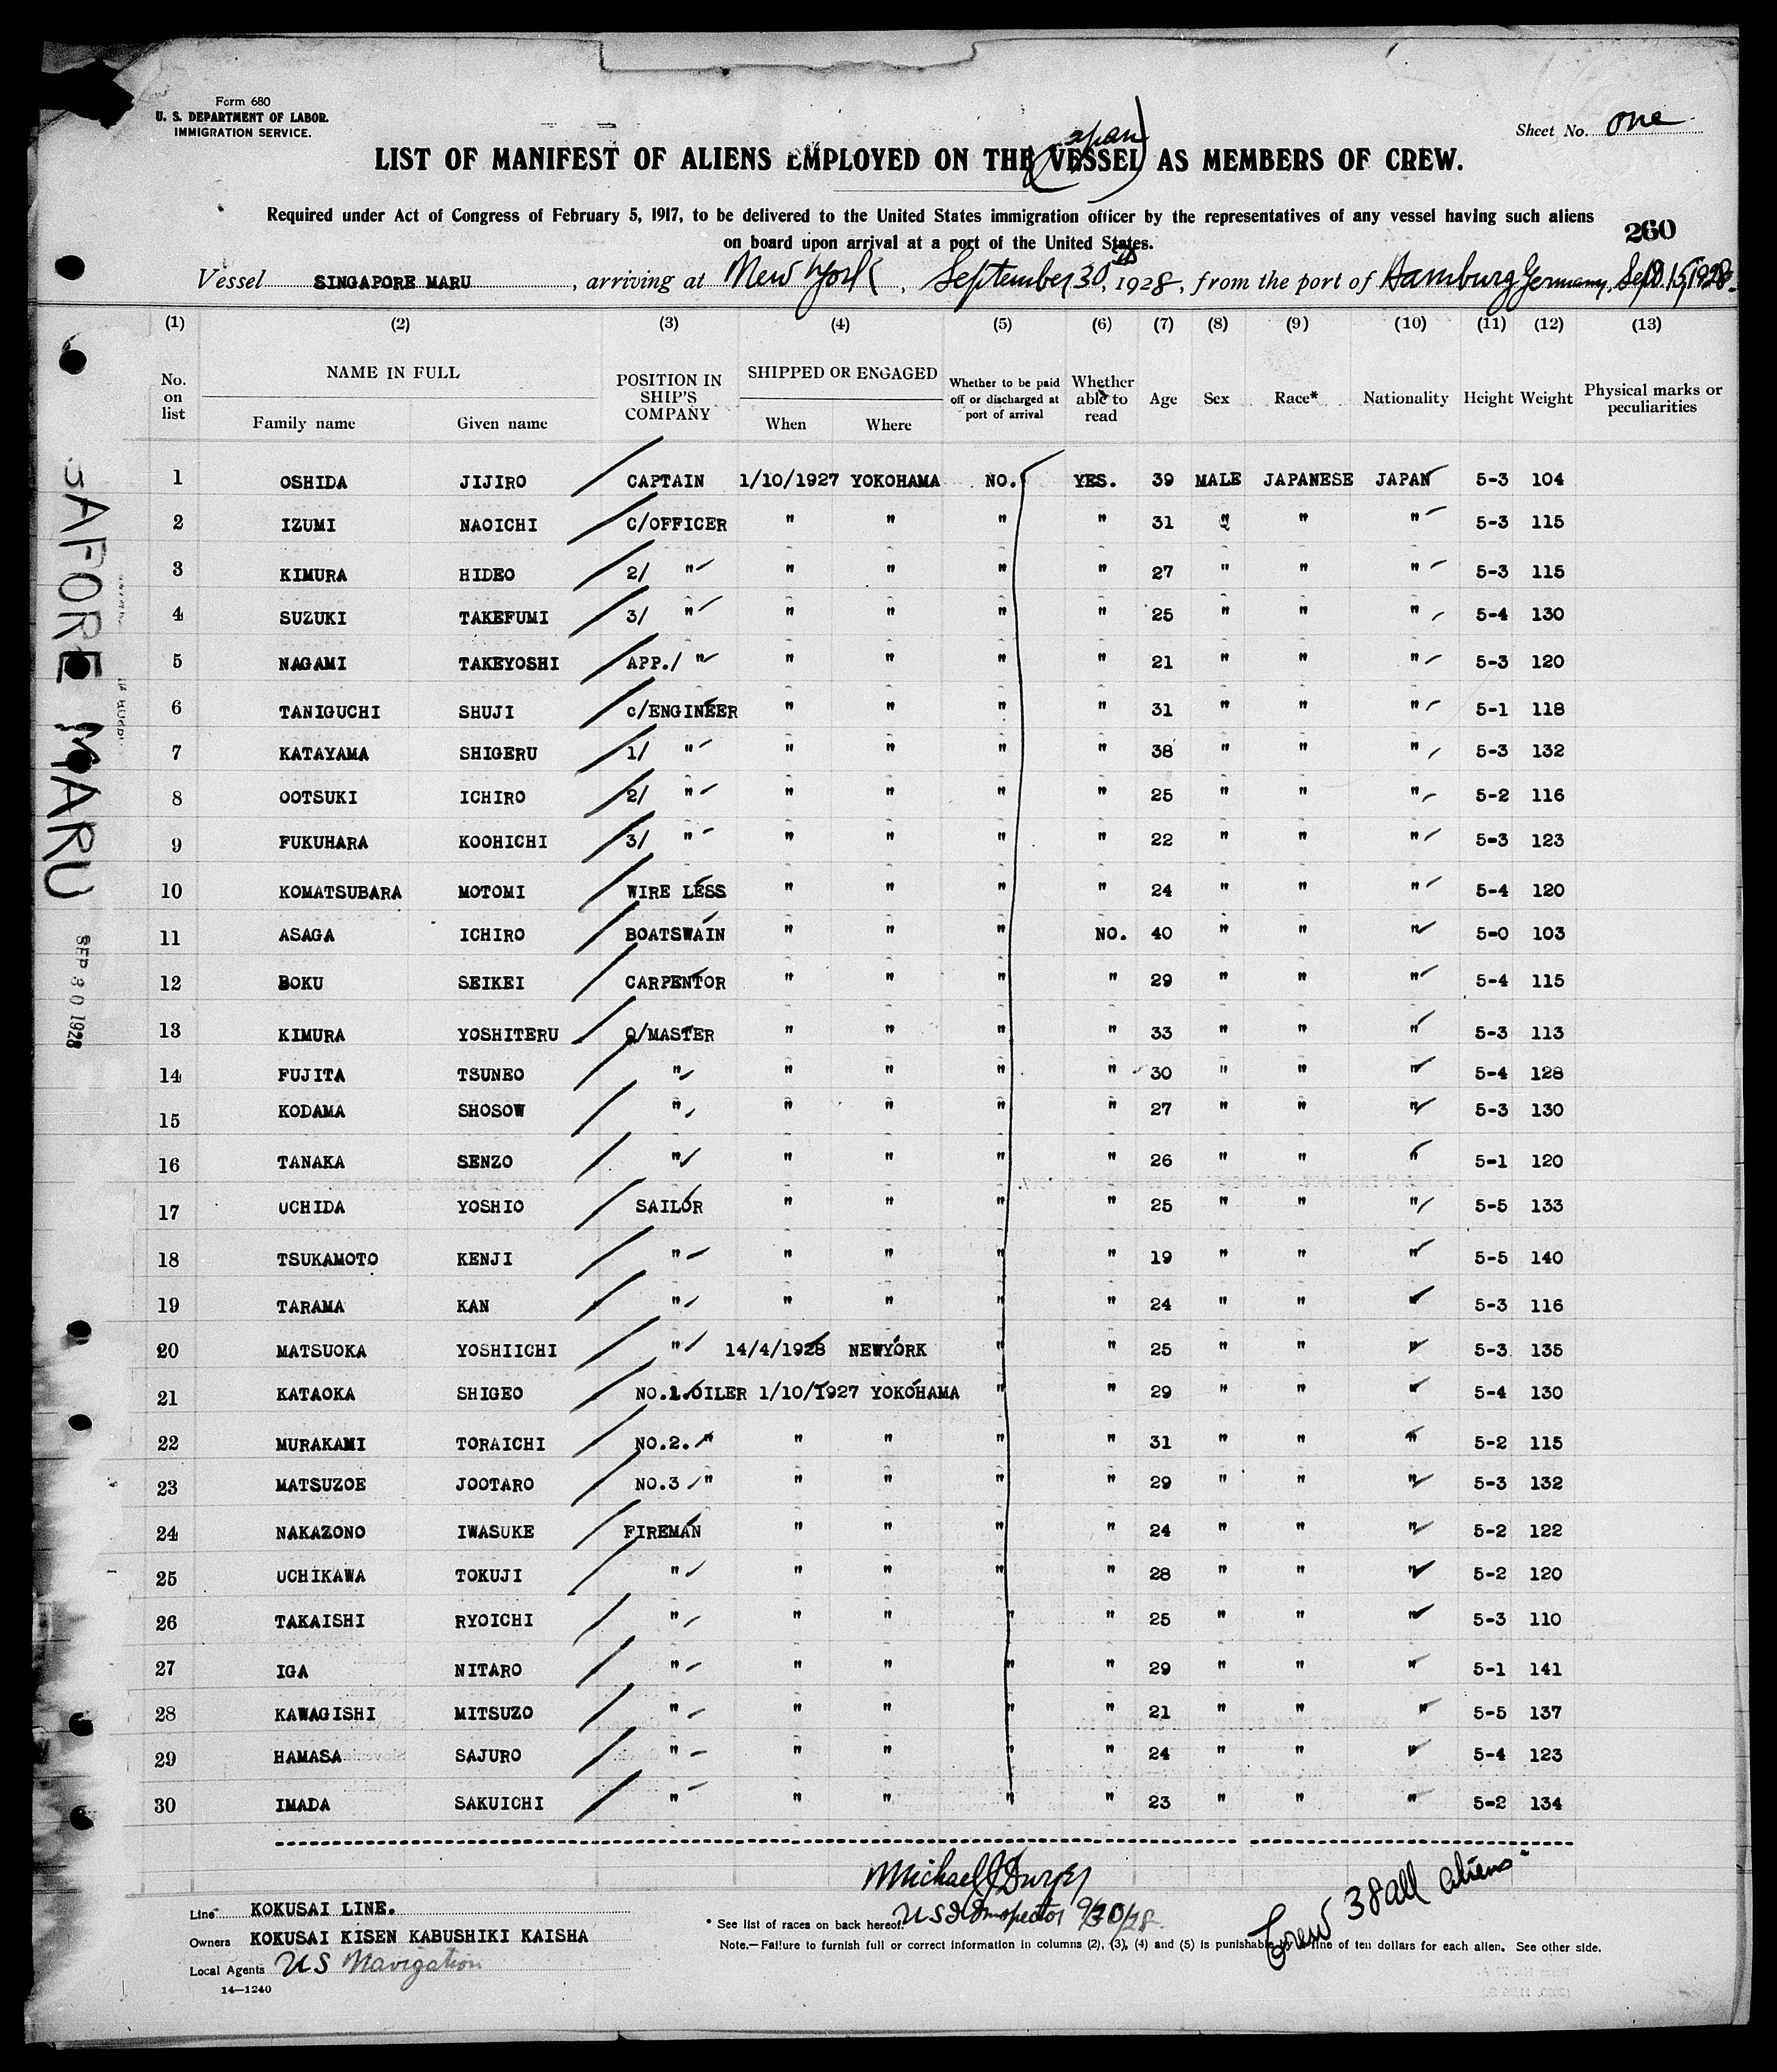 Form 680
U. S. DEPARTMENT OF LABOR.
IMMIGRATION SERVICE.
Sheet No. one
LIST OF MANIFEST OF ALIENS EMPLOYED ON THE VESSEL AS MEMBERS OF CREW.
Required under Act of Congress of February 5, 1917, to be delivered to the United States immigration officer by the representatives of any vessel having such aliens
on board upon arrival at a port of the United States.
260
Vessel SINGAPORE MARU, arriving at New York, September 30th, 1928, from the port of Hamburg Germany, Sept. 15, 1928.
(1) (2) (3) (4) (5) (6) (7) (8) (9) (10) (11) (12) (13)
No. on list NAME IN FULL Family name Given name POSITION IN SHIP'S COMPANY SHIPPED OR ENGAGED When Where Whether to be paid off or discharged at port of arrival Whether able to read Age Sex Race* Nationality Height Weight Physical marks or peculiarities
1 OSHIDA JIJIRO CAPTAIN 1/10/1927 YOKOHAMA NO. YES. 39 MALE JAPANESE JAPAN 5-3 104
2 IZUMI NAOICHI C/OFFICER " " " " 31 " " " 5-3 115
3 KIMURA HIDEO 2/ " " " " " 27 " " " 5-3 115
4 SUZUKI TAKEFUMI 3/ " " " " " 25 " " " 5-4 130
5 NAGAMI TAKEYOSHI APP./ " " " " " 21 " " " 5-3 120
6 TANIGUCHI SHUJI c/ENGINEER " " " " 31 " " " 5-1 118
7 KATAYAMA SHIGERU 1/ " " " " " 38 " " " 5-3 132
8 OOTSUKI ICHIRO 2/ " " " " " 25 " " " 5-2 116
9 FUKUHARA KOOHICHI 3/ " " " " " 22 " " " 5-3 123
10 KOMATSUBARA MOTOMI WIRE LESS " " " " 24 " " " 5-4 120
11 ASAGA ICHIRO BOATSWAIN " " " NO. 40 " " " 5-0 103
12 BOKU SEIKEI CARPENTOR " " " " 29 " " " 5-4 115
13 KIMURA YOSHITERU Q/MASTER " " " " 33 " " " 5-3 113
14 FUJITA TSUNEO " " " " " 30 " " " 5-4 128
15 KODAMA SHOSOW " " " " " 27 " " " 5-3 130
16 TANAKA SENZO " " " " " 26 " " " 5-1 120
17 UCHIDA YOSHIO SAILOR " " " " 25 " " " 5-5 133
18 TSUKAMOTO KENJI " " " " " 19 " " " 5-5 140
19 TARAMA KAN " " " " " 24 " " " 5-3 116
20 MATSUOKA YOSHIICHI " 14/4/1928 NEWYORK " " 25 " " " 5-3 135
21 KATAOKA SHIGEO NO.1.OILER 1/10/1927 YOKOHAMA " " 29 " " " 5-4 130
22 MURAKAMI TORAICHI NO.2. " " " " " 31 " " " 5-2 115
23 MATSUZOE JOOTARO NO.3 " " " " " 29 " " " 5-3 132
24 NAKAZONO IWASUKE FIREMAN " " " " 24 " " " 5-2 122
25 UCHIKAWA TOKUJI " " " " " 28 " " " 5-2 120
26 TAKAISHI RYOICHI " " " " " 25 " " " 5-3 110
27 IGA NITARO " " " " " 29 " " " 5-1 141
28 KAWAGISHI MITSUZO " " " " " 21 " " " 5-5 137
29 HAMASA SAJURO " " " " " 24 " " " 5-4 123
30 IMADA SAKUICHI " " " " " 23 " " " 5-2 134
APORE MARU
SEP 30 1928
Michael J Dwyer
US Inspector 9/30/28
Crew 38 all aliens
Line KOKUSAI LINE.
Owners KOKUSAI KISEN KABUSHIKI KAISHA
Local Agents US Navigation
14—1240
* See list of races on back hereof.
Note.—Failure to furnish full or correct information in columns (2), (3), (4) and (5) is punishable by fine of ten dollars for each alien. See other side.